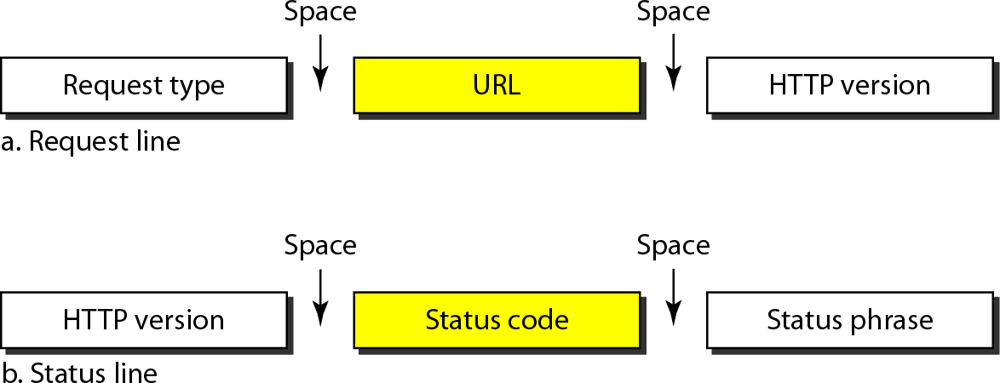 Space Space
Request type URL HTTP version
a. Request line
Space Space
HTTP version Status code Status phrase
b. Status line